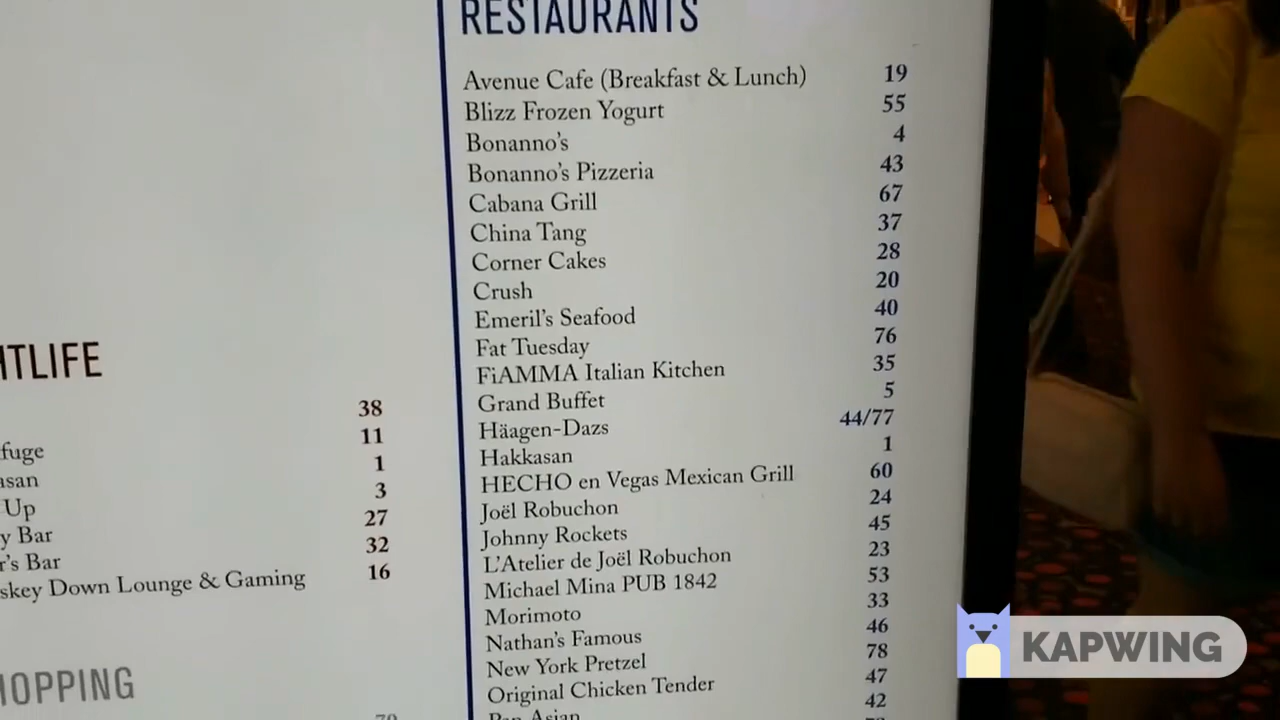 RESTAURANTS
Avenue Cafe (Breakfast & Lunch) 19
Blizz Frozen Yogurt 55
Bonanno's 4
Bonanno's Pizzeria 43
Cabana Grill 67
China Tang 37
Corner Cakes 28
Crush 20
Emeril's Seafood 40
Fat Tuesday 76
FiAMMA Italian Kitchen 35
Grand Buffet 5
Häagen-Dazs 44/77
Hakkasan 1
HECHO en Vegas Mexican Grill 60
Joël Robuchon 24
Johnny Rockets 45
L'Atelier de Joël Robuchon 23
Michael Mina PUB 1842 53
Morimoto 33
Nathan's Famous 46
New York Pretzel 78
Original Chicken Tender 47
Pan Asian 42
HTLIFE
38
fuge 11
asan 1
Up 3
y Bar 27
r's Bar 32
skey Down Lounge & Gaming 16
HOPPING
KAPWING